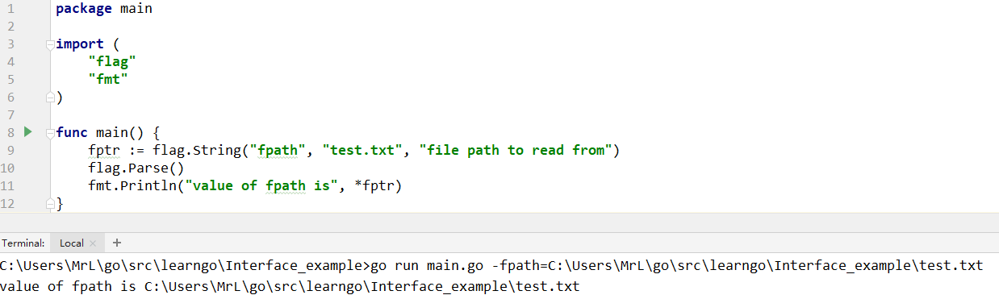 1 package main
2
3 import (
4 "flag"
5 "fmt"
6 )
7
8 func main() {
9 fptr := flag.String("fpath", "test.txt", "file path to read from")
10 flag.Parse()
11 fmt.Println("value of fpath is", *fptr)
12 }
Terminal: Local × +
C:\Users\MrL\go\src\learngo\Interface_example>go run main.go -fpath=C:\Users\MrL\go\src\learngo\Interface_example\test.txt
value of fpath is C:\Users\MrL\go\src\learngo\Interface_example\test.txt